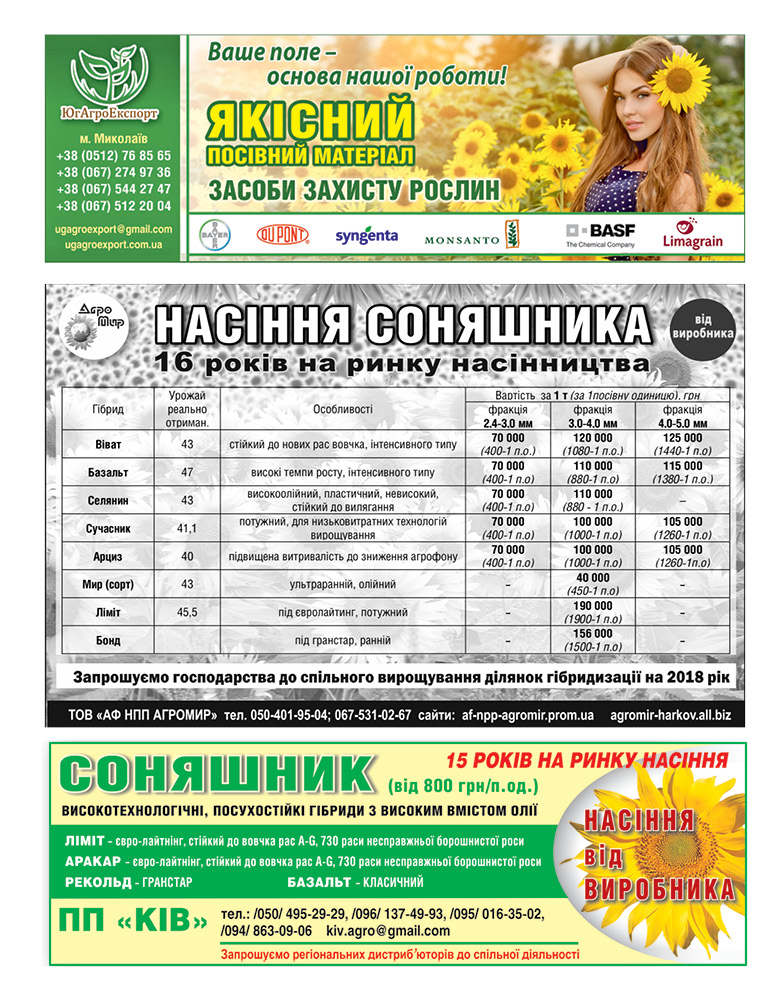 ЮгАгроЕкспорт
м. Миколаїв
+38 (0512) 76 85 65
+38 (067) 274 97 36
+38 (067) 544 27 47
+38 (067) 512 20 04
ugagroexport@gmail.com
ugagroexport.com.ua
Ваше поле –
основа нашої роботи!
ЯКІСНИЙ
ПОСІВНИЙ МАТЕРІАЛ
ЗАСОБИ ЗАХИСТУ РОСЛИН
BAYER
BAYER
DU PONT
syngenta
MONSANTO
BASF
The Chemical Company
Limagrain
Агро
Мир
НАСІННЯ СОНЯШНИКА
від
виробника
16 років на ринку насінництва
Гібрид
Урожай
реально
отриман.
Особливості
Вартість за 1 т (за 1посівну одиницю), грн
фракція
2.4-3.0 мм
фракція
3.0-4.0 мм
фракція
4.0-5.0 мм
Віват 43 стійкий до нових рас вовчка, інтенсивного типу 70 000 (400-1 п.о.) 120 000 (1080-1 п.о.) 125 000 (1440-1 п.о)
Базальт 47 високі темпи росту, інтенсивного типу 70 000 (400-1 п.о) 110 000 (880-1 п.о) 115 000 (1380-1 п.о.)
Селянин 43 високоолійний, пластичний, невисокий, стійкий до вилягання 70 000 (400-1 п.о) 110 000 (880 - 1 п.о.) –
Сучасник 41,1 потужний, для низьковитратних технологій вирощування 70 000 (400-1 п.о) 100 000 (1000-1 п.о) 105 000 (1260-1 п.о)
Арциз 40 підвищена витривалість до зниження агрофону 70 000 (400-1 п.о) 100 000 (1000-1 п.о) 105 000 (1260-1п.о)
Мир (сорт) 43 ультраранній, олійний – 40 000 (450-1 п.о) –
Ліміт 45,5 під євролайтинг, потужний – 190 000 (1900-1 п.о) –
Бонд під гранстар, ранній – 156 000 (1500-1 п.о) –
Запрошуємо господарства до спільного вирощування ділянок гібридизації на 2018 рік
ТОВ «АФ НПП АГРОМИР» тел. 050-401-95-04; 067-531-02-67 сайти: af-npp-agromir.prom.ua agromir-harkov.all.biz
СОНЯШНИК (від 800 грн/п.од.)
15 РОКІВ НА РИНКУ НАСІННЯ
ВИСОКОТЕХНОЛОГІЧНІ, ПОСУХОСТІЙКІ ГІБРИДИ З ВИСОКИМ ВМІСТОМ ОЛІЇ
ЛІМІТ – євро-лайтнінг, стійкий до вовчка рас A-G, 730 раси несправжньої борошнистої роси
АРАКАР – євро-лайтнінг, стійкий до вовчка рас A-G, 730 раси несправжньої борошнистої роси
РЕКОЛЬД - ГРАНСТАР БАЗАЛЬТ - КЛАСИЧНИЙ
НАСІННЯ
від
ВИРОБНИКА
ПП «КІВ»
тел.: /050/ 495-29-29, /096/ 137-49-93, /095/ 016-35-02,
/094/ 863-09-06 kiv.agro@gmail.com
Запрошуємо регіональних дистриб'юторів до спільної діяльності